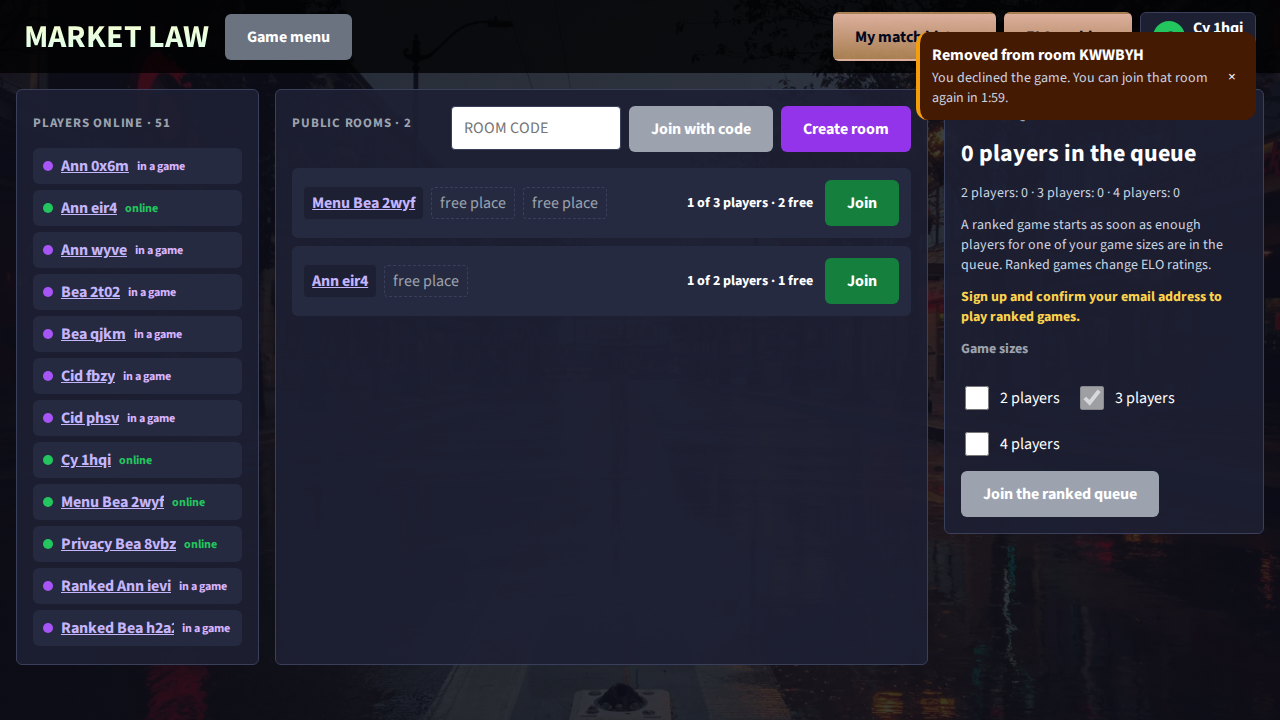 MARKET LAW
Game menu
My match
Cy 1hqi
Removed from room KWWBYH
You declined the game. You can join that room
again in 1:59.
×
PLAYERS ONLINE · 51
Ann 0x6m in a game
Ann eir4 online
Ann wyve in a game
Bea 2t02 in a game
Bea qjkm in a game
Cid fbzy in a game
Cid phsv in a game
Cy 1hqi online
Menu Bea 2wyf online
Privacy Bea 8vbz online
Ranked Ann ievi in a game
Ranked Bea h2a in a game
PUBLIC ROOMS · 2
ROOM CODE
Join with code
Create room
Menu Bea 2wyf free place free place 1 of 3 players · 2 free Join
Ann eir4 free place 1 of 2 players · 1 free Join
0 players in the queue
2 players: 0 · 3 players: 0 · 4 players: 0
A ranked game starts as soon as enough
players for one of your game sizes are in the
queue. Ranked games change ELO ratings.
Sign up and confirm your email address to
play ranked games.
Game sizes
2 players 3 players
4 players
Join the ranked queue